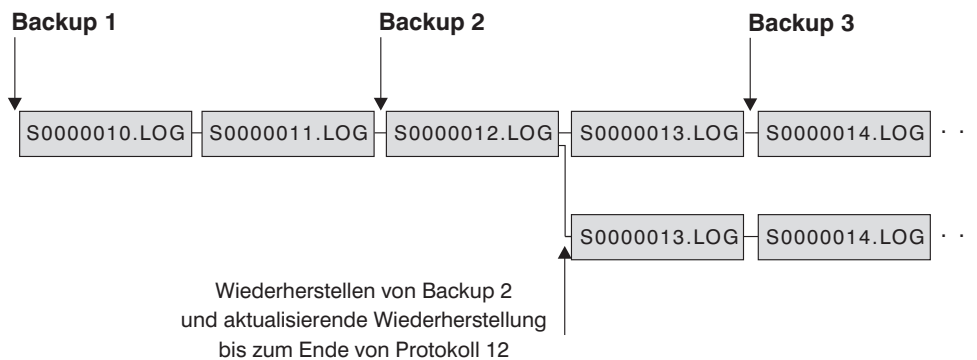 Backup 1 Backup 2 Backup 3
S0000010.LOG S0000011.LOG S0000012.LOG S0000013.LOG S0000014.LOG . .
S0000013.LOG S0000014.LOG . .
Wiederherstellen von Backup 2
und aktualisierende Wiederherstellung
bis zum Ende von Protokoll 12